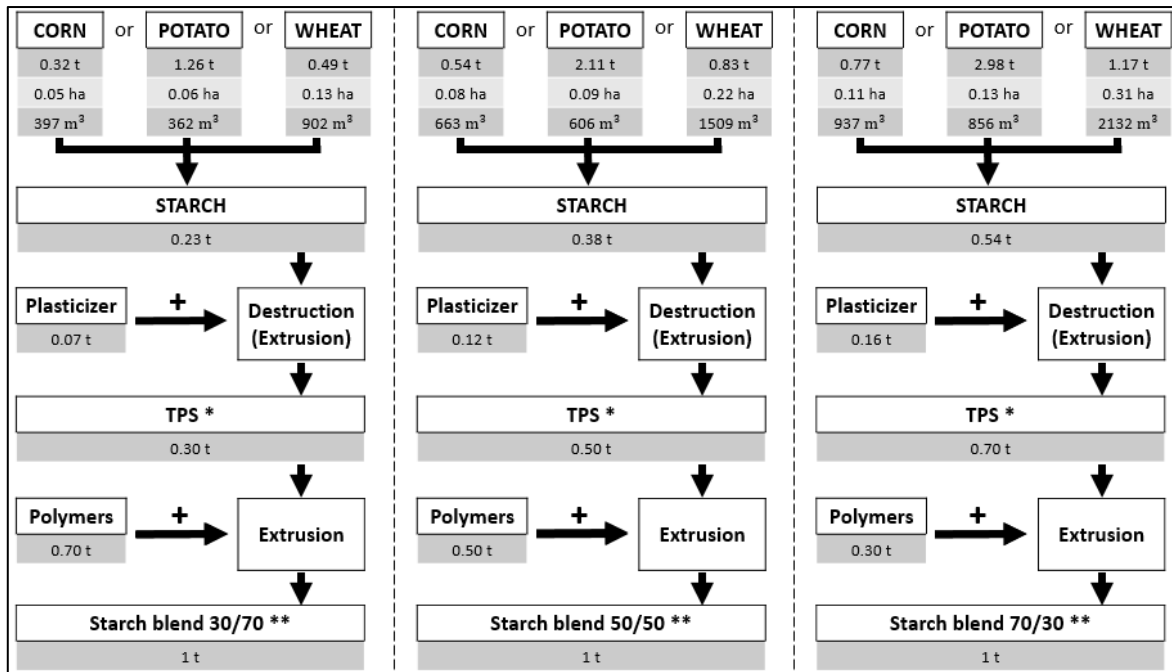 CORN or POTATO or WHEAT
0.32 t 1.26 t 0.49 t
0.05 ha 0.06 ha 0.13 ha
397 m³ 362 m³ 902 m³
STARCH
0.23 t
Plasticizer + Destruction
0.07 t (Extrusion)
TPS *
0.30 t
Polymers + Extrusion
0.70 t
Starch blend 30/70 **
1 t
CORN or POTATO or WHEAT
0.54 t 2.11 t 0.83 t
0.08 ha 0.09 ha 0.22 ha
663 m³ 606 m³ 1509 m³
STARCH
0.38 t
Plasticizer + Destruction
0.12 t (Extrusion)
TPS *
0.50 t
Polymers + Extrusion
0.50 t
Starch blend 50/50 **
1 t
CORN or POTATO or WHEAT
0.77 t 2.98 t 1.17 t
0.11 ha 0.13 ha 0.31 ha
937 m³ 856 m³ 2132 m³
STARCH
0.54 t
Plasticizer + Destruction
0.16 t (Extrusion)
TPS *
0.70 t
Polymers + Extrusion
0.30 t
Starch blend 70/30 **
1 t